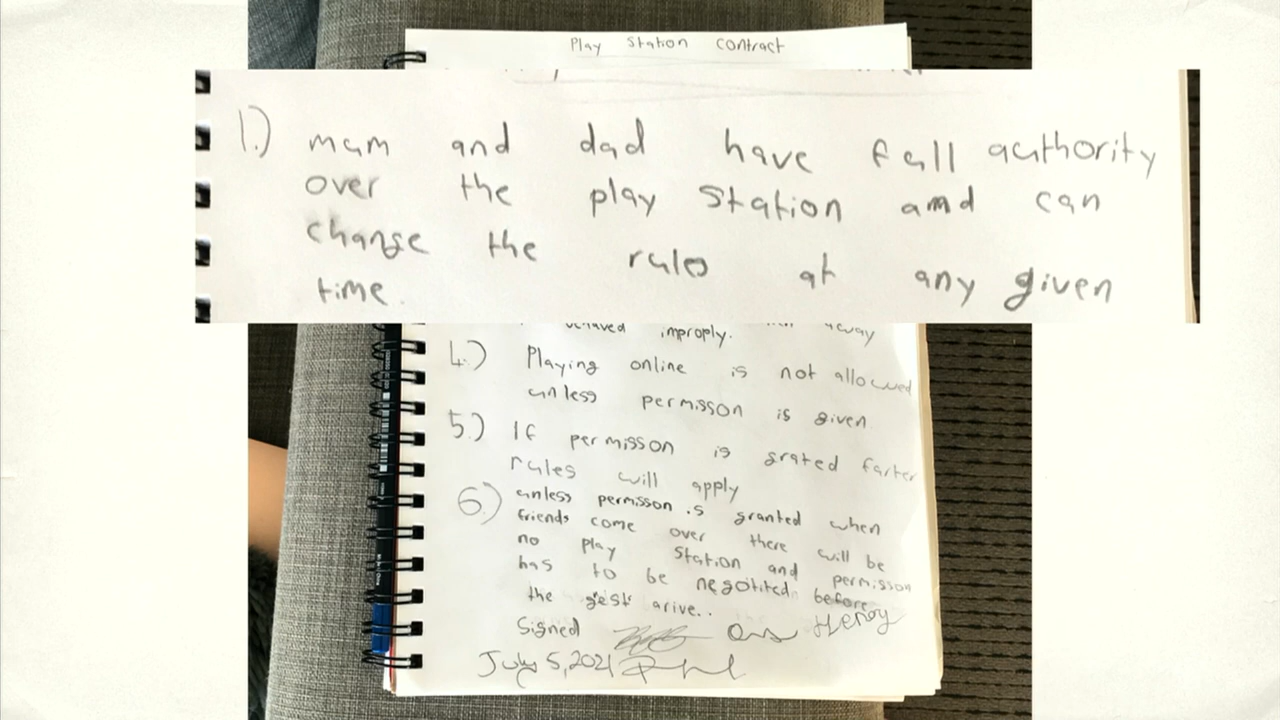 Play Station contract
1.) mum and dad have full authority
over the play station amd can
change the rules at any given
time.
improply. away
4.) Playing online is not allowed
unless permisson is given.
5.) If permisson is grated farter
rules will apply
6.) unless permisson is granted when
friends come over there will be
no play station and permisson
has to be negotited before
the gest arive..
Signed Henry
July 5, 2021